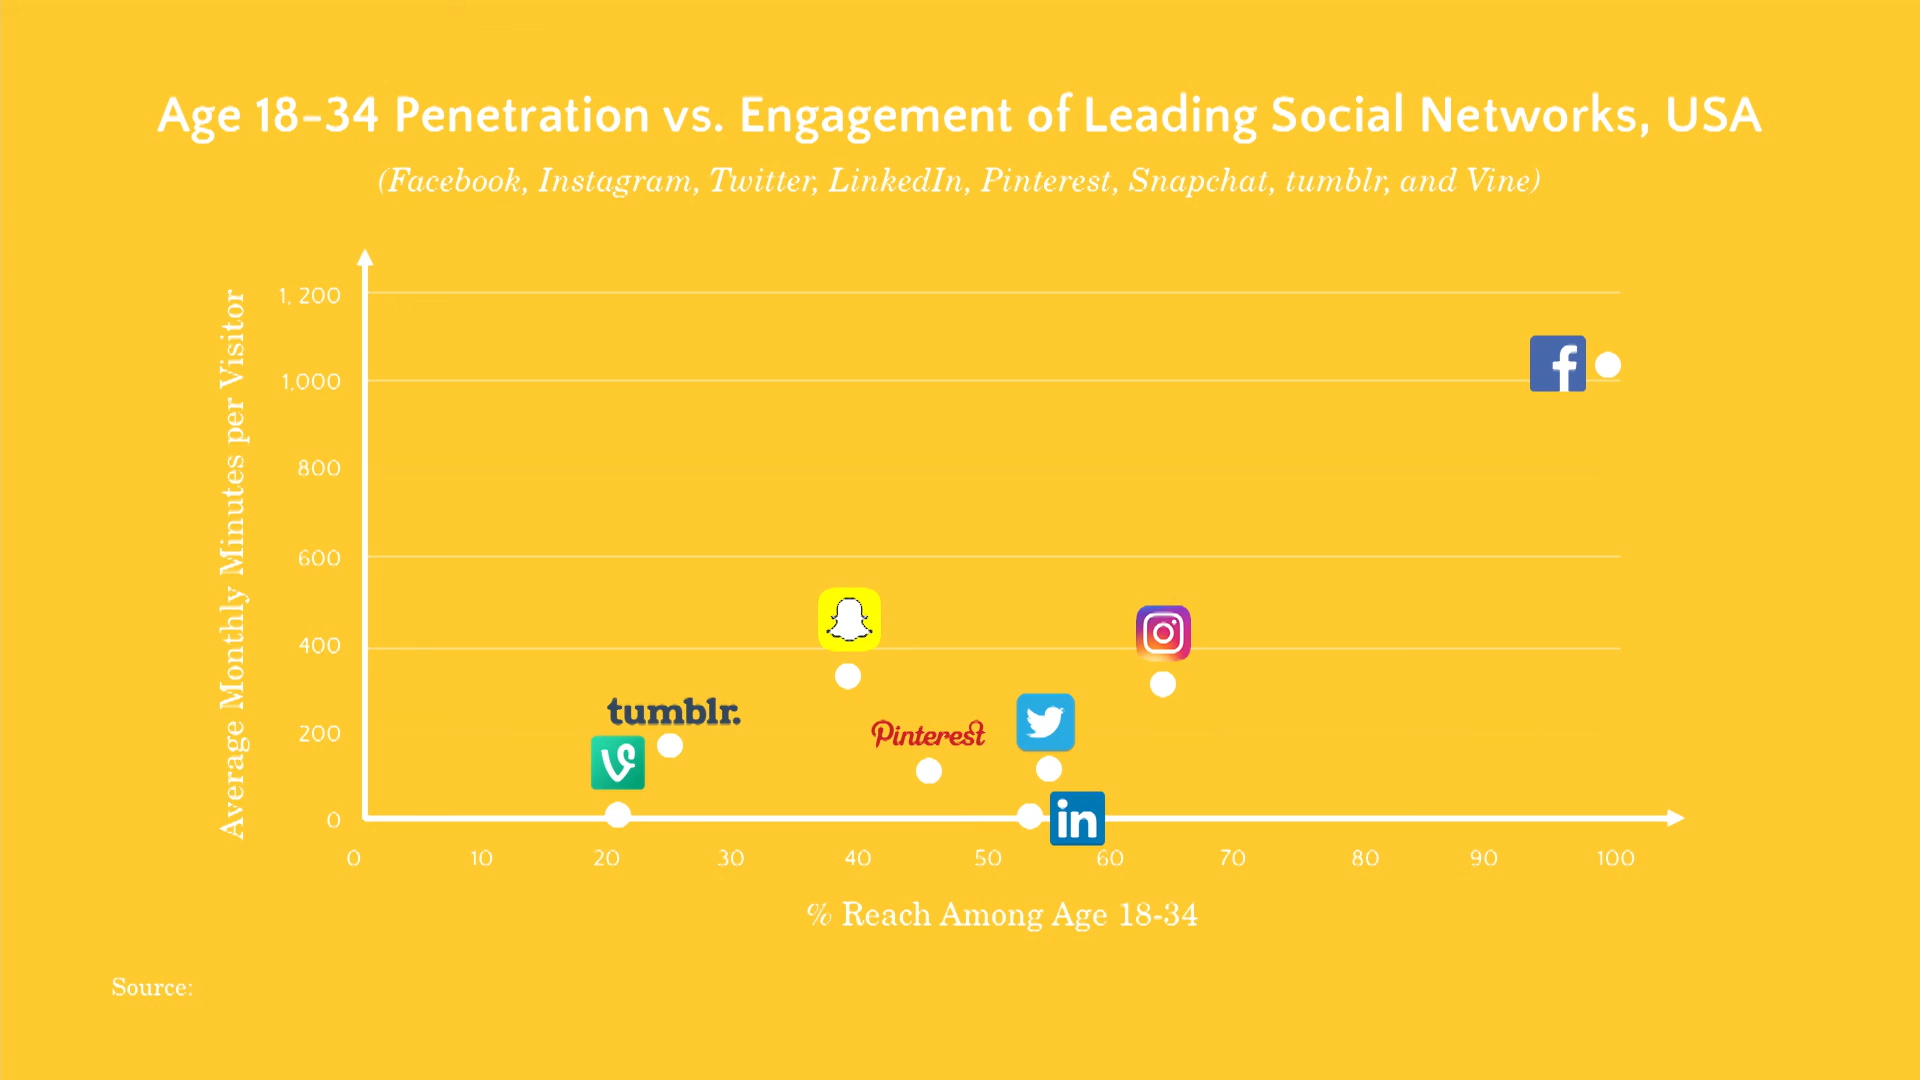 Age 18-34 Penetration vs. Engagement of Leading Social Networks, USA
(Facebook, Instagram, Twitter, LinkedIn, Pinterest, Snapchat, tumblr, and Vine)
Average Monthly Minutes per Visitor
1, 200
1,000
800
600
400
200
0
f
tumblr.
Pinterest
in
0 10 20 30 40 50 60 70 80 90 100
% Reach Among Age 18-34
Source: